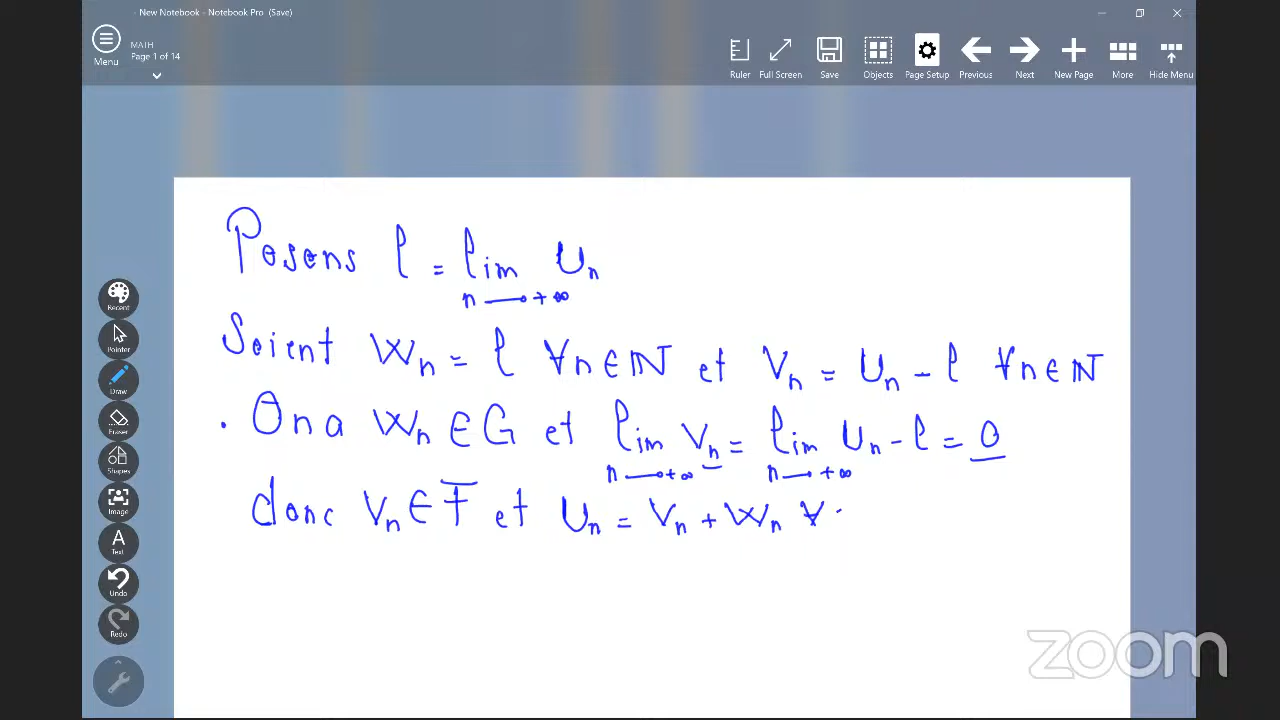 - New Notebook - Notebook Pro (Save)
Menu
MATH
Page 1 of 14
Ruler
Full Screen
Save
Objects
Page Setup
Previous
Next
New Page
More
Hide Menu
Posons l = lim Un
n → +∞
Soient Wn = l ∀n ∈ ℕ et Vn = Un - l ∀n ∈ ℕ
. On a Wn ∈ G et lim Vn = lim Un - l = 0
n → +∞ n → +∞
donc Vn ∈ F et Un = Vn + Wn ∀
Recent
Pointer
Draw
Eraser
Shapes
Image
Text
Undo
Redo
zoom